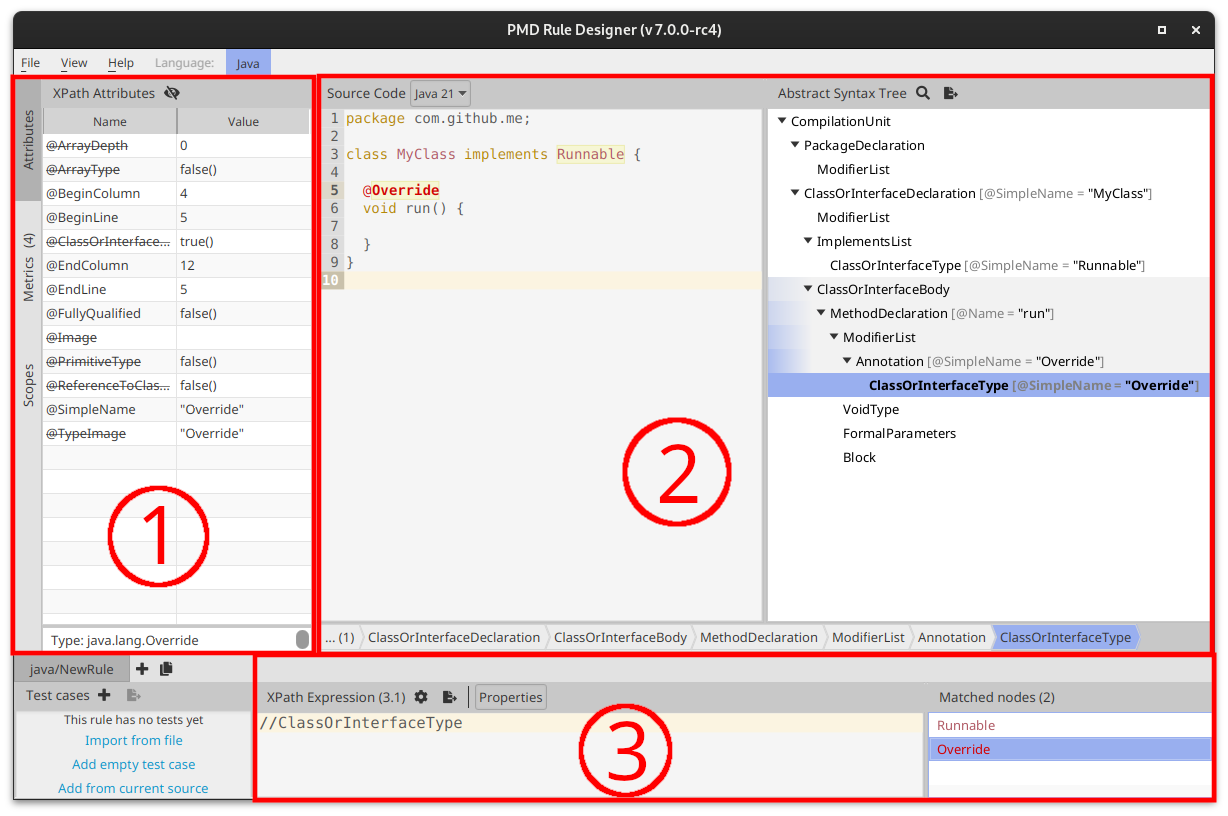 PMD Rule Designer (v 7.0.0-rc4)
File View Help Language: Java
Attributes
Metrics (4)
Scopes
XPath Attributes
Name Value
@ArrayDepth 0
@ArrayType false()
@BeginColumn 4
@BeginLine 5
@ClassOrInterface... true()
@EndColumn 12
@EndLine 5
@FullyQualified false()
@Image
@PrimitiveType false()
@ReferenceToClas... false()
@SimpleName "Override"
@TypeImage "Override"
1
Type: java.lang.Override
Source Code Java 21
1 package com.github.me;
2
3 class MyClass implements Runnable {
4
5 @Override
6 void run() {
7
8 }
9 }
10
Abstract Syntax Tree
CompilationUnit
PackageDeclaration
ModifierList
ClassOrInterfaceDeclaration [@SimpleName = "MyClass"]
ModifierList
ImplementsList
ClassOrInterfaceType [@SimpleName = "Runnable"]
ClassOrInterfaceBody
MethodDeclaration [@Name = "run"]
ModifierList
Annotation [@SimpleName = "Override"]
ClassOrInterfaceType [@SimpleName = "Override"]
VoidType
FormalParameters
Block
2
... (1) ClassOrInterfaceDeclaration ClassOrInterfaceBody MethodDeclaration ModifierList Annotation ClassOrInterfaceType
java/NewRule
Test cases
This rule has no tests yet
Import from file
Add empty test case
Add from current source
XPath Expression (3.1) Properties
//ClassOrInterfaceType
3
Matched nodes (2)
Runnable
Override